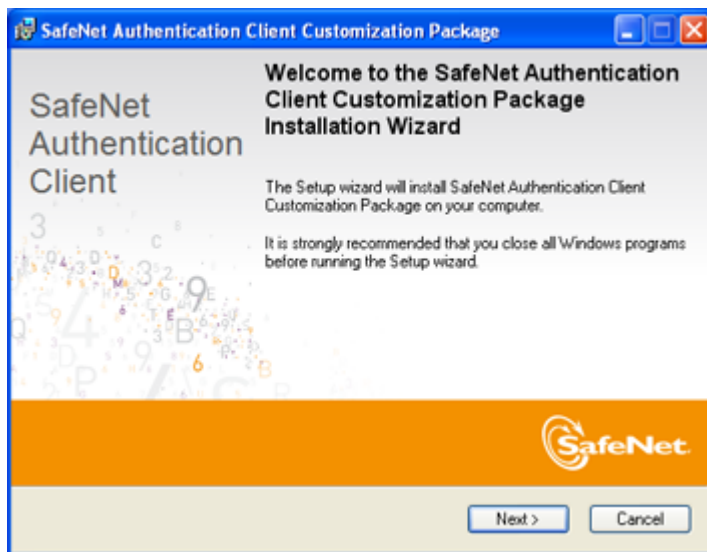 SafeNet Authentication Client Customization Package
SafeNet
Authentication
Client
Welcome to the SafeNet Authentication
Client Customization Package
Installation Wizard
The Setup wizard will install SafeNet Authentication Client
Customization Package on your computer.
It is strongly recommended that you close all Windows programs
before running the Setup wizard.
SafeNet.
Next >
Cancel